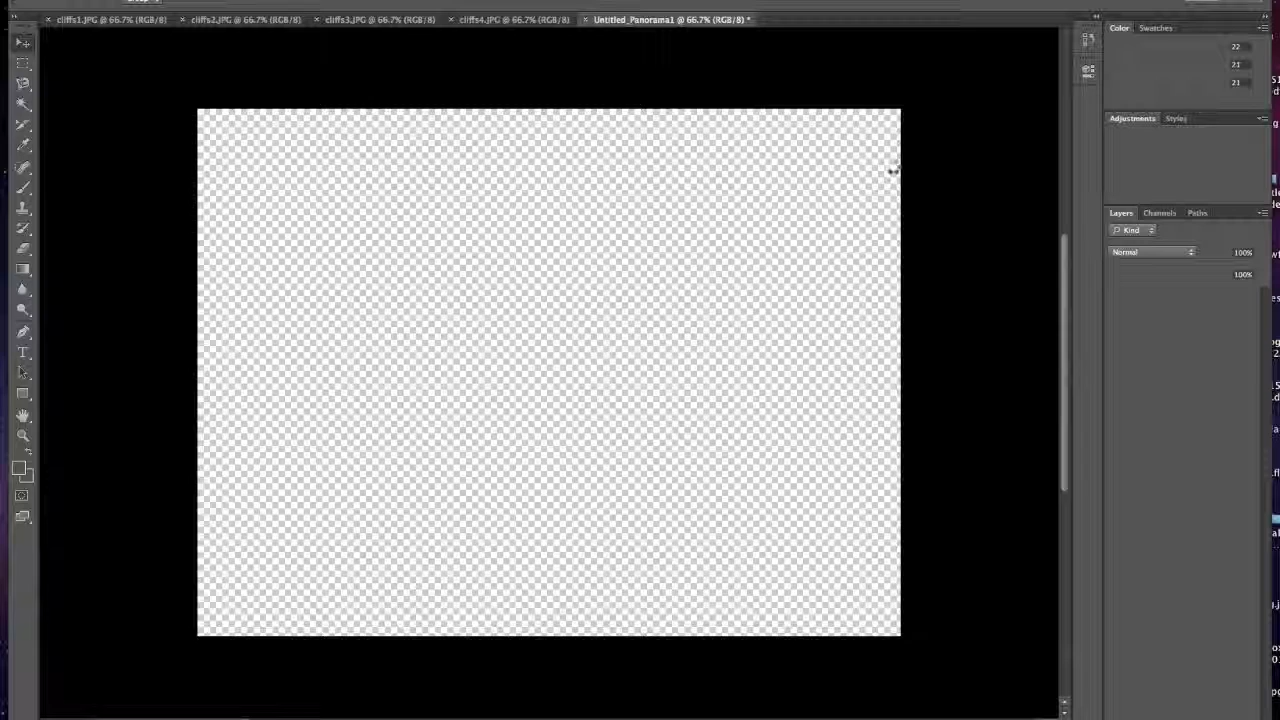 cliffs1.JPG @ 66.7% (RGB/8)
cliffs2.JPG @ 66.7% (RGB/8)
cliffs3.JPG @ 66.7% (RGB/8)
cliffs4.JPG @ 66.7% (RGB/8)
Untitled_Panorama1 @ 66.7% (RGB/8) *
Color Swatches
22
21
21
Adjustments Styles
Layers Channels Paths
Kind
Normal 100%
100%